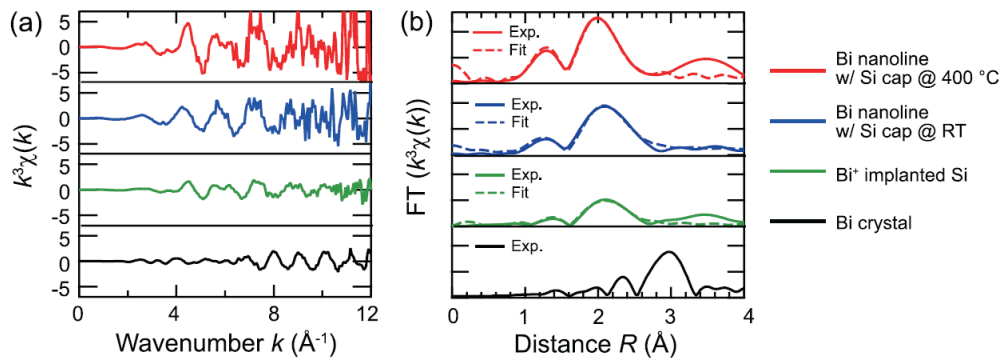 (a)
5
0
-5
5
0
-5
5
0
-5
5
0
-5
k³χ(k)
0
4
8
12
Wavenumber k (Å⁻¹)
(b)
Exp.
Fit
Exp.
Fit
Exp.
Fit
Exp.
FT (k³χ(k))
0
1
2
3
4
Distance R (Å)
Bi nanoline
w/ Si cap @ 400 °C
Bi nanoline
w/ Si cap @ RT
Bi⁺ implanted Si
Bi crystal